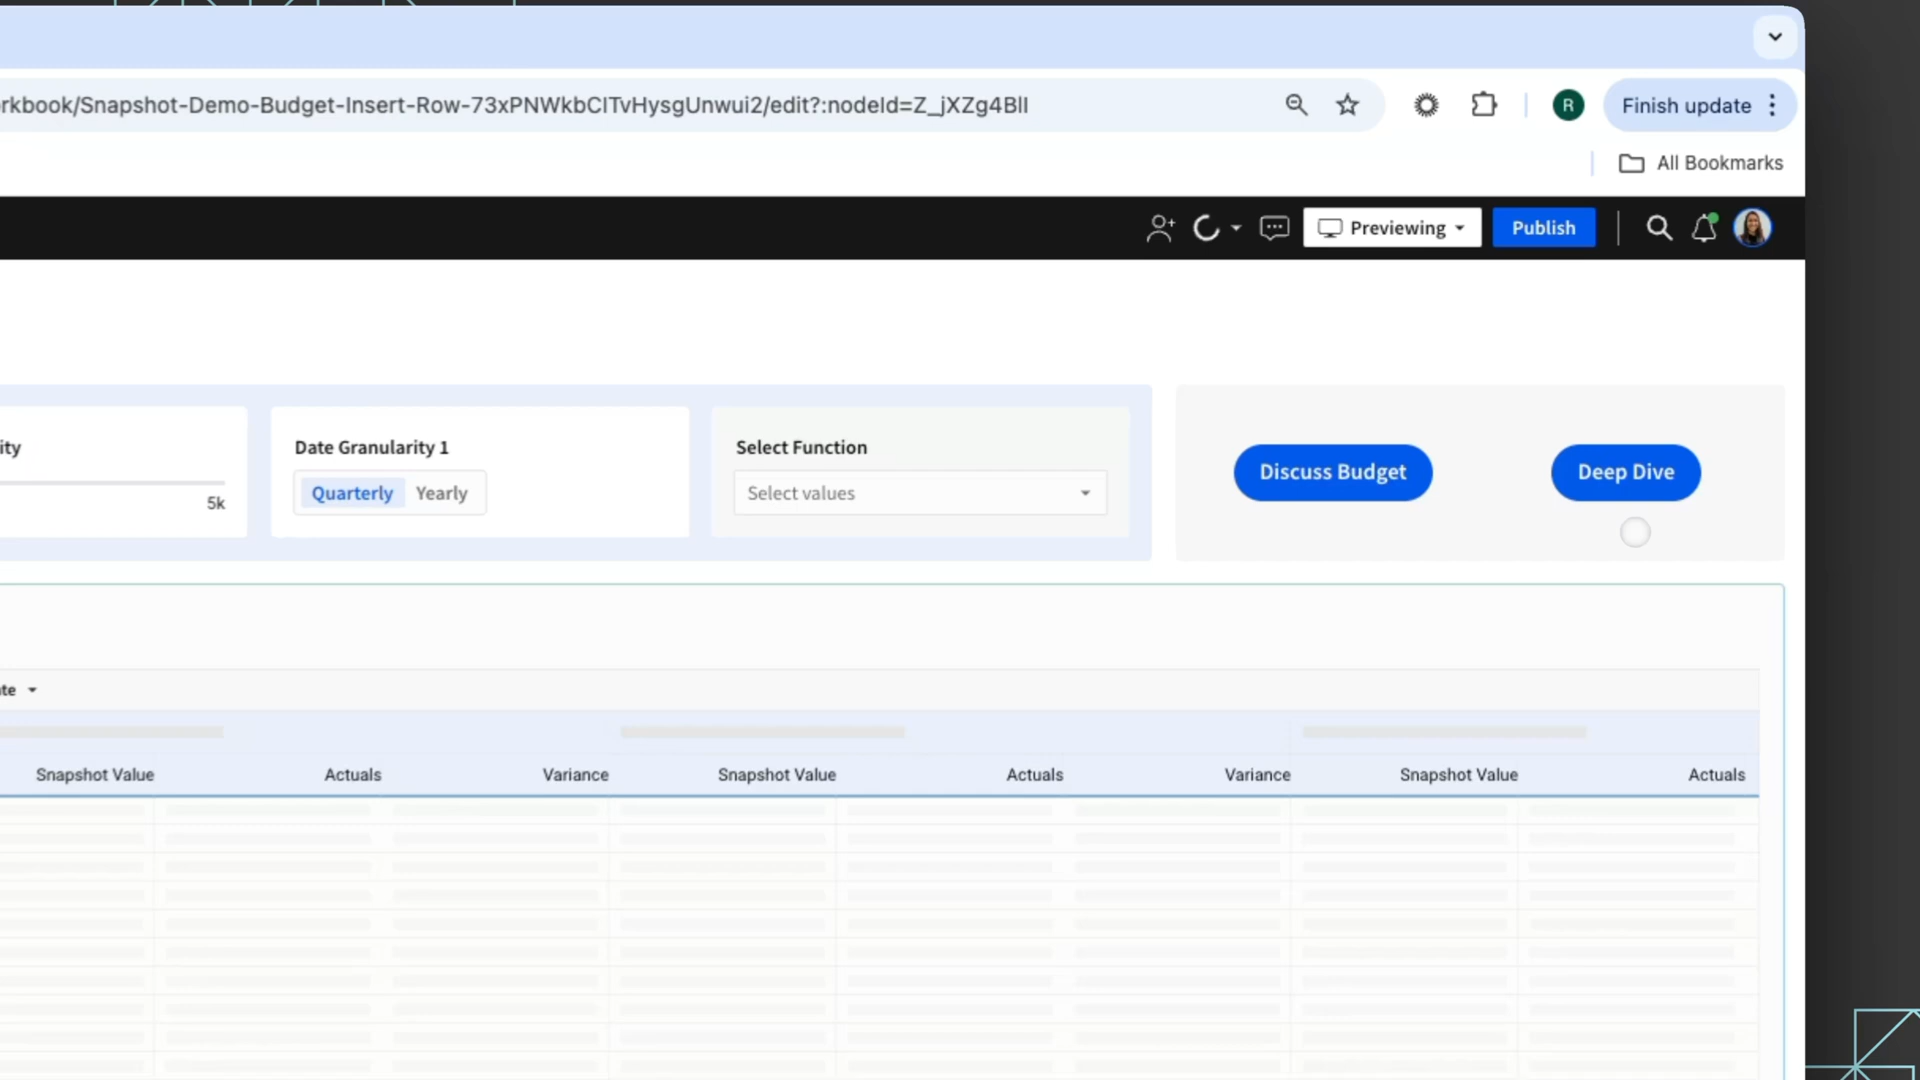 rkbook/Snapshot-Demo-Budget-Insert-Row-73xPNWkbCITvHysgUnwui2/edit?:nodeId=Z_jXZg4BlI
R
Finish update
All Bookmarks
Previewing
Publish
ity
5k
Date Granularity 1
Quarterly Yearly
Select Function
Select values
Discuss Budget
Deep Dive
te
Snapshot Value Actuals Variance Snapshot Value Actuals Variance Snapshot Value Actuals